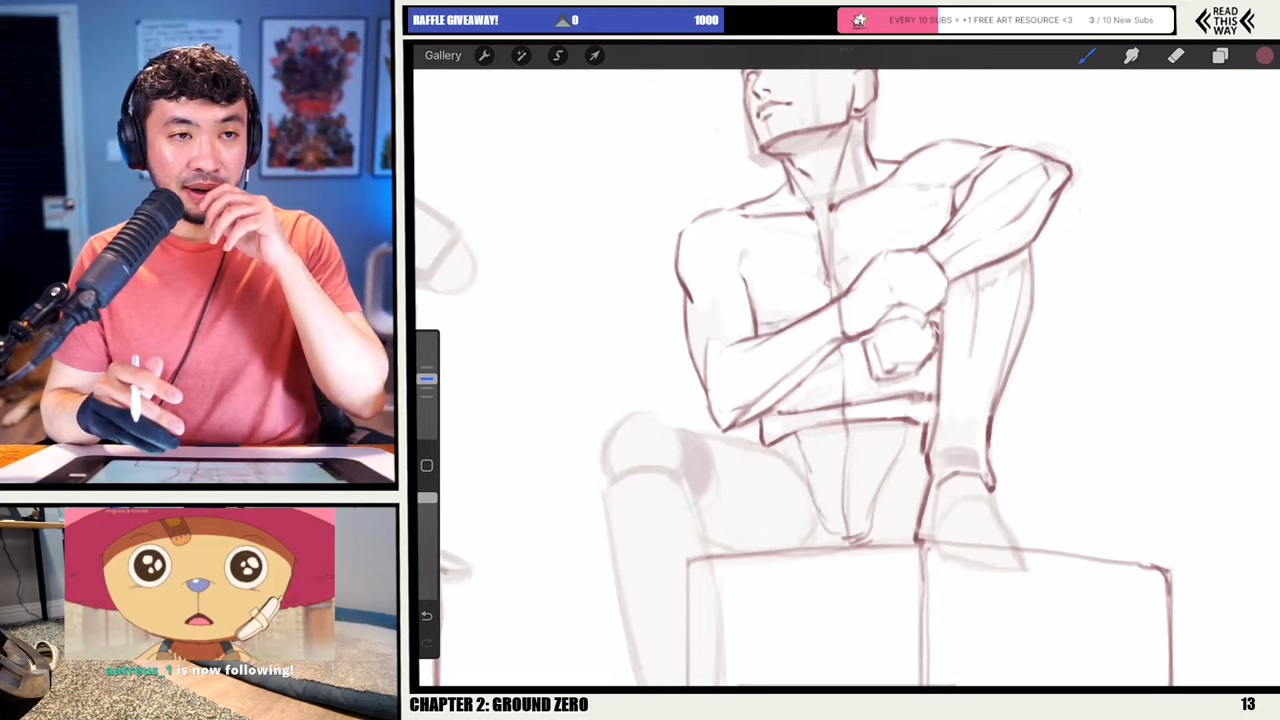 RAFFLE GIVEAWAY! 0 1000
EVERY 10 SUBS = +1 FREE ART RESOURCE <3 3 / 10 New Subs
READ
THIS
WAY
Gallery
astreus_1 is now following!
CHAPTER 2: GROUND ZERO
13